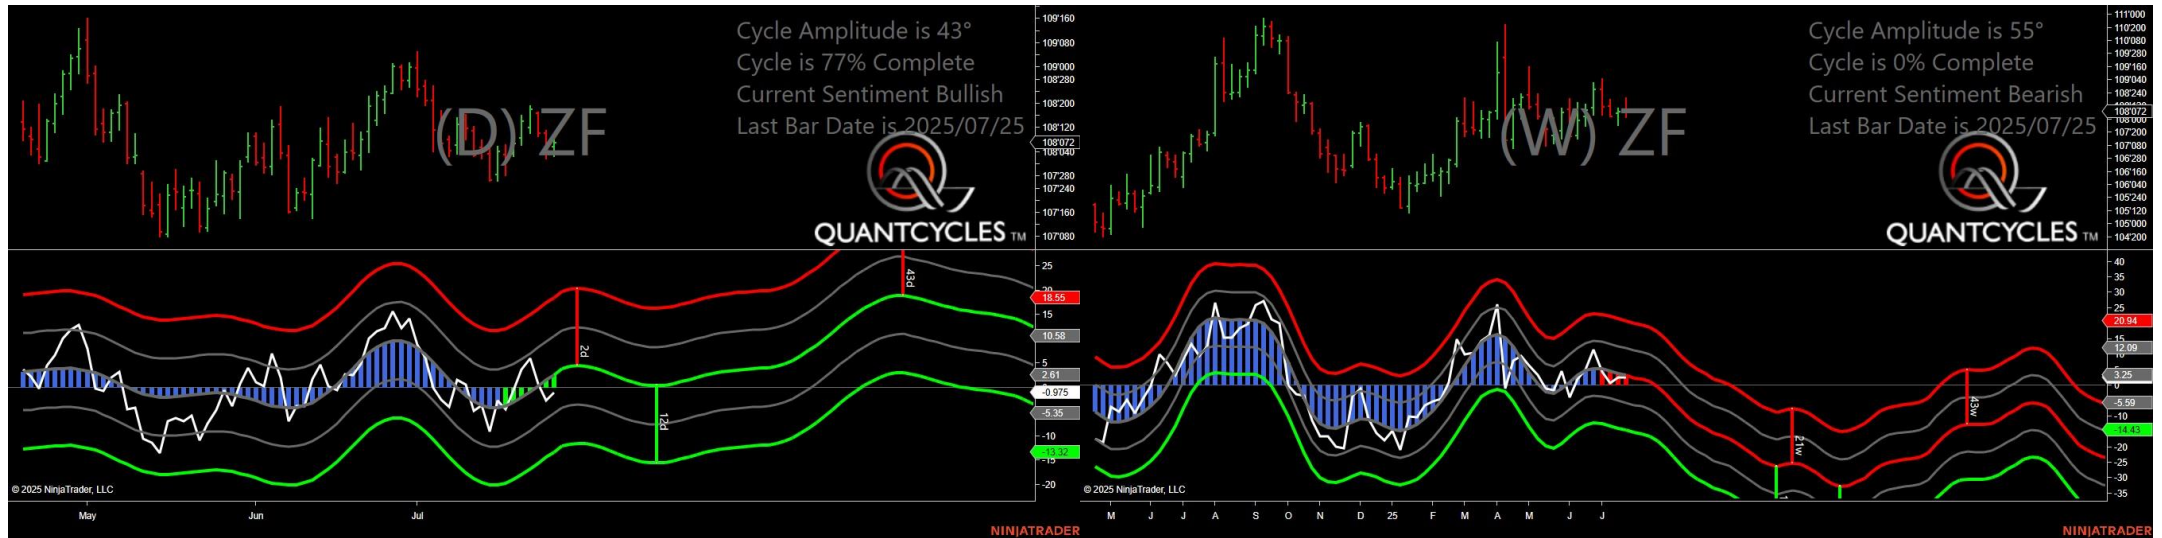 Cycle Amplitude is 43°
Cycle is 77% Complete
Current Sentiment Bullish
Last Bar Date is 2025/07/25
(D) ZF
QUANTCYCLES TM
109'160
109'080
109'000
108'280
108'200
108'120
108'072
108'040
107'280
107'240
107'160
107'080
25
18.55
15
10.58
5
2.61
-0.975
-5.35
-10
-13.32
-15
-20
2d
12d
43d
© 2025 NinjaTrader, LLC
May Jun Jul
NINJATRADER
Cycle Amplitude is 55°
Cycle is 0% Complete
Current Sentiment Bearish
Last Bar Date is 2025/07/25
(W) ZF
QUANTCYCLES TM
111'000
110'200
110'080
109'280
109'160
109'040
108'240
108'072
108'000
107'200
107'080
106'280
106'160
106'040
105'240
105'120
105'000
104'200
40
35
30
25
20.94
12.09
3.25
0
-5.59
-10
-14.43
-20
-25
-30
-35
21w
43w
© 2025 NinjaTrader, LLC
M J J A S O N D 25 F M A M J J
NINJATRADER